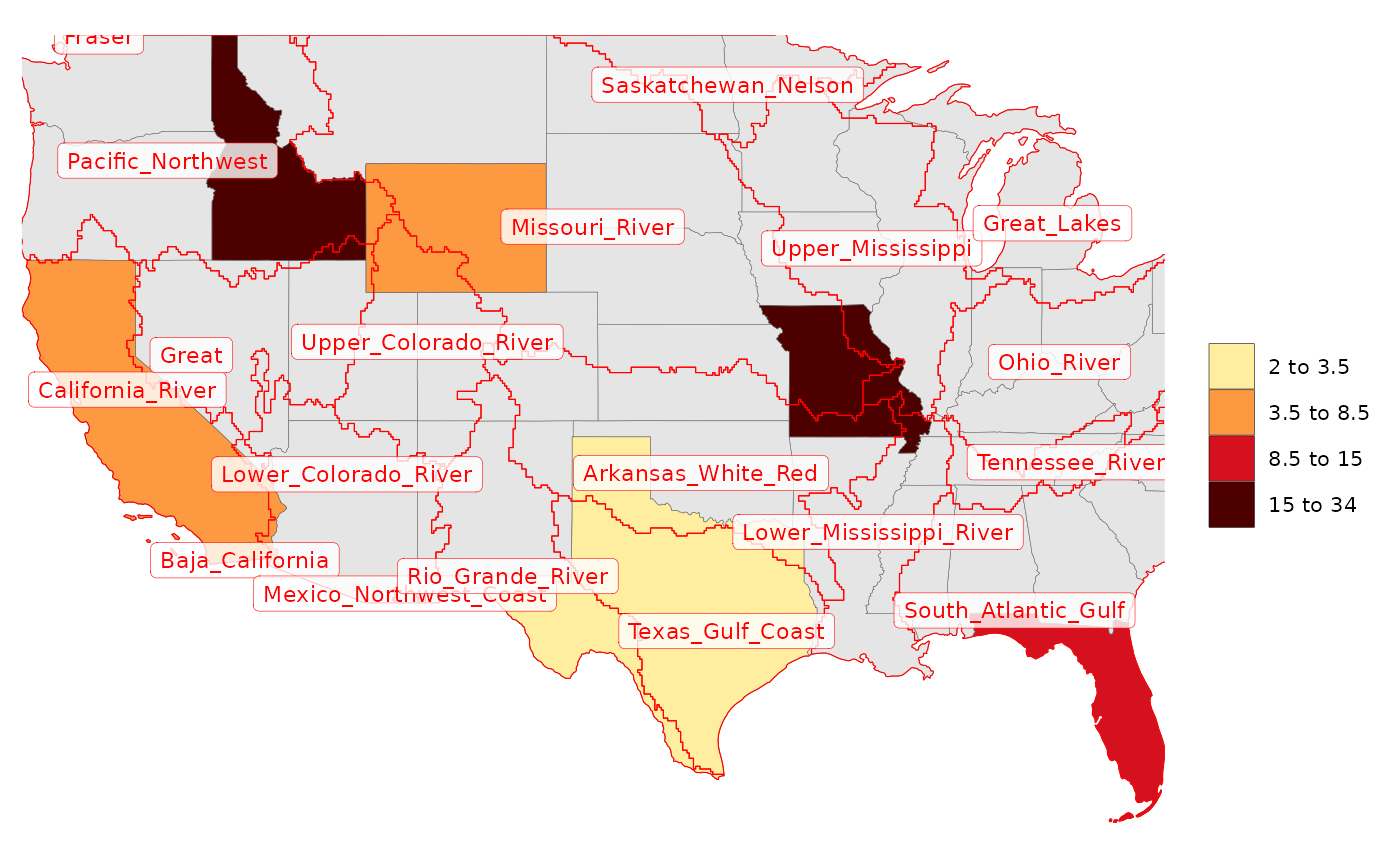 Fraser
Saskatchewan_Nelson
Pacific_Northwest
Missouri_River
Great_Lakes
Upper_Mississippi
Upper_Colorado_River
Great
Ohio_River
California_River
Lower_Colorado_River
Arkansas_White_Red
Tennessee_River
Lower_Mississippi_River
Baja_California
Rio_Grande_River
Mexico_Northwest_Coast
South_Atlantic_Gulf
Texas_Gulf_Coast
2 to 3.5
3.5 to 8.5
8.5 to 15
15 to 34